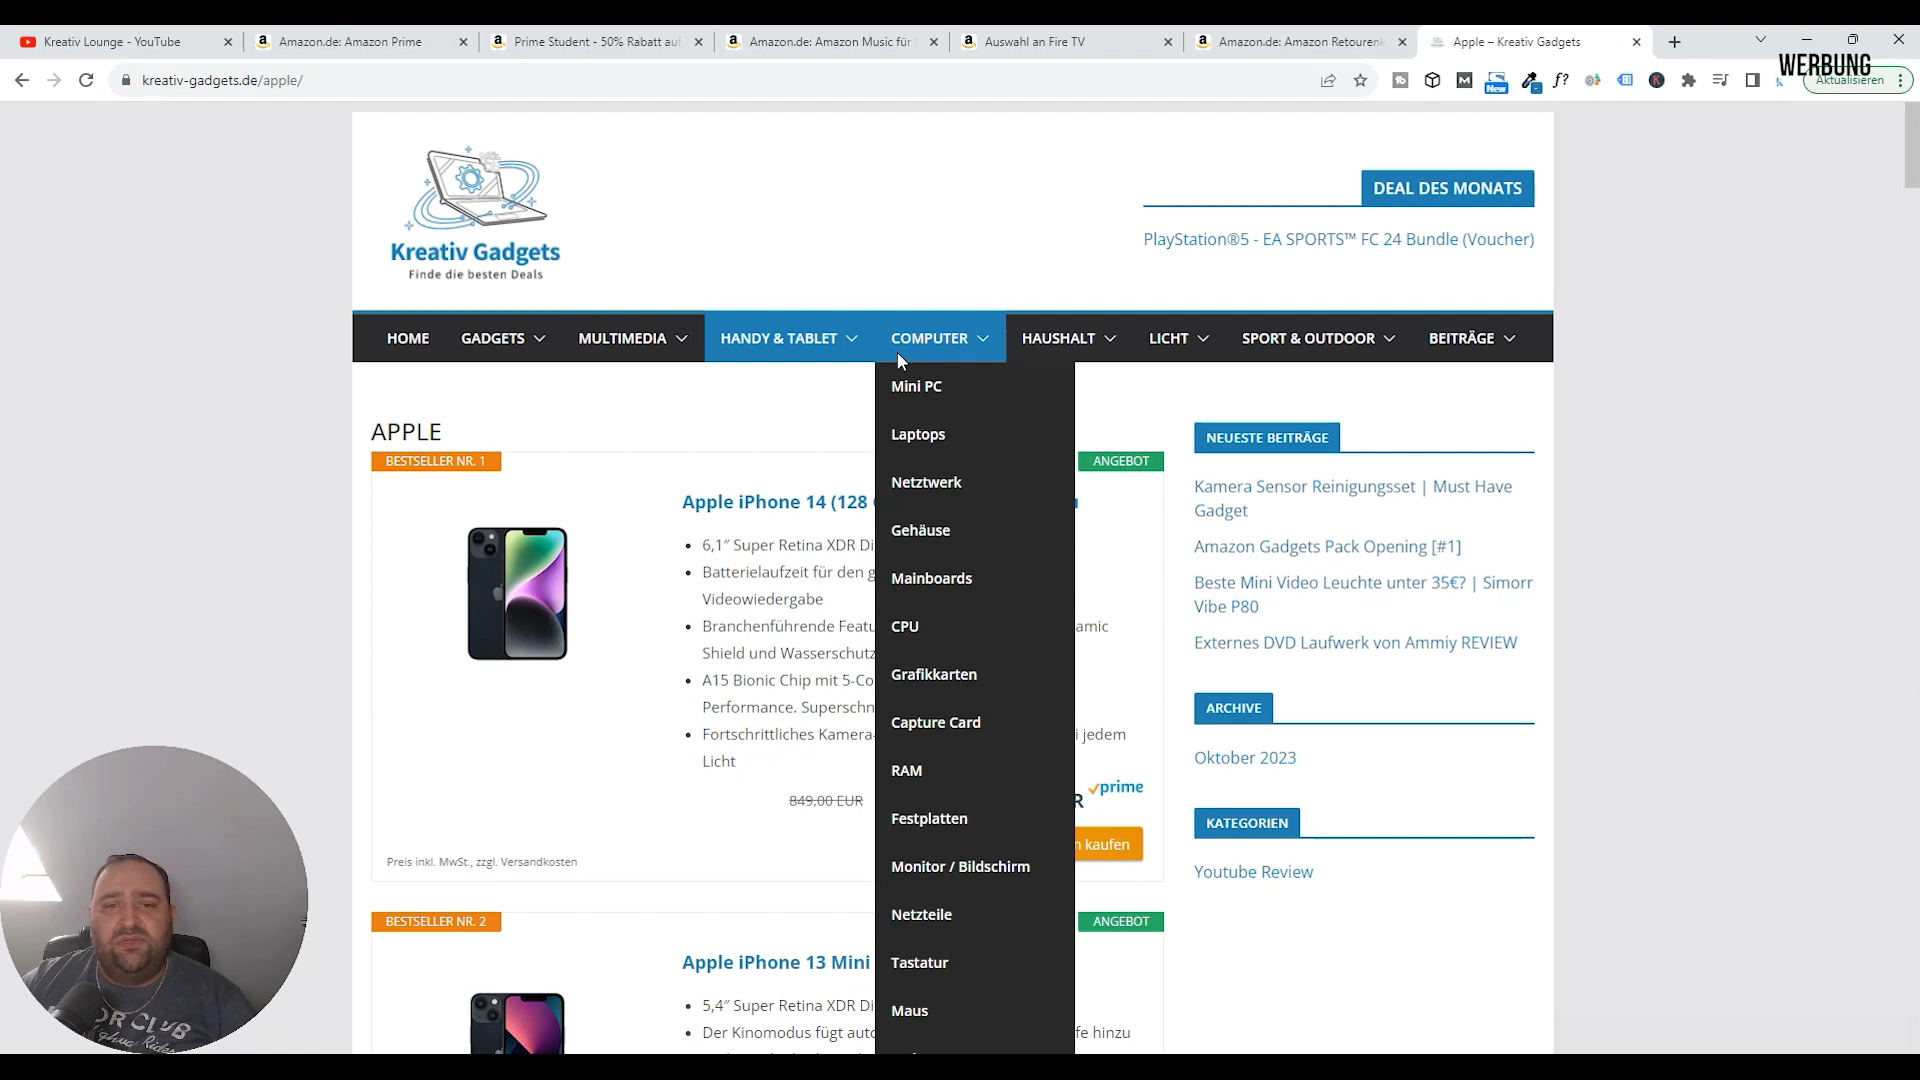 Kreativ Lounge - YouTube
Amazon.de: Amazon Prime
Prime Student - 50% Rabatt auf
Amazon.de: Amazon Music für
Auswahl an Fire TV
Amazon.de: Amazon Retourenk
Apple – Kreativ Gadgets
WERBUNG
kreativ-gadgets.de/apple/
New
Aktualisieren
Kreativ Gadgets
Finde die besten Deals
DEAL DES MONATS
PlayStation®5 - EA SPORTS™ FC 24 Bundle (Voucher)
HOME GADGETS MULTIMEDIA HANDY & TABLET COMPUTER HAUSHALT LICHT SPORT & OUTDOOR BEITRÄGE
Mini PC
Laptops
Netztwerk
Gehäuse
Mainboards
CPU
Grafikkarten
Capture Card
RAM
Festplatten
Monitor / Bildschirm
Netzteile
Tastatur
Maus
APPLE
BESTSELLER NR. 1
ANGEBOT
Apple iPhone 14 (128
6,1″ Super Retina XDR Di
Batterielaufzeit für den g
Videowiedergabe
Branchenführende Featu amic
Shield und Wasserschutz
A15 Bionic Chip mit 5-Co
Performance. Superschn
Fortschrittliches Kamera- i jedem
Licht
849,00 EUR
R
prime
n kaufen
Preis inkl. MwSt., zzgl. Versandkosten
BESTSELLER NR. 2
ANGEBOT
Apple iPhone 13 Mini
5,4″ Super Retina XDR Di
Der Kinomodus fügt auto fe hinzu
NEUESTE BEITRÄGE
Kamera Sensor Reinigungsset | Must Have
Gadget
Amazon Gadgets Pack Opening [#1]
Beste Mini Video Leuchte unter 35€? | Simorr
Vibe P80
Externes DVD Laufwerk von Ammiy REVIEW
ARCHIVE
Oktober 2023
KATEGORIEN
Youtube Review
OR CLUB